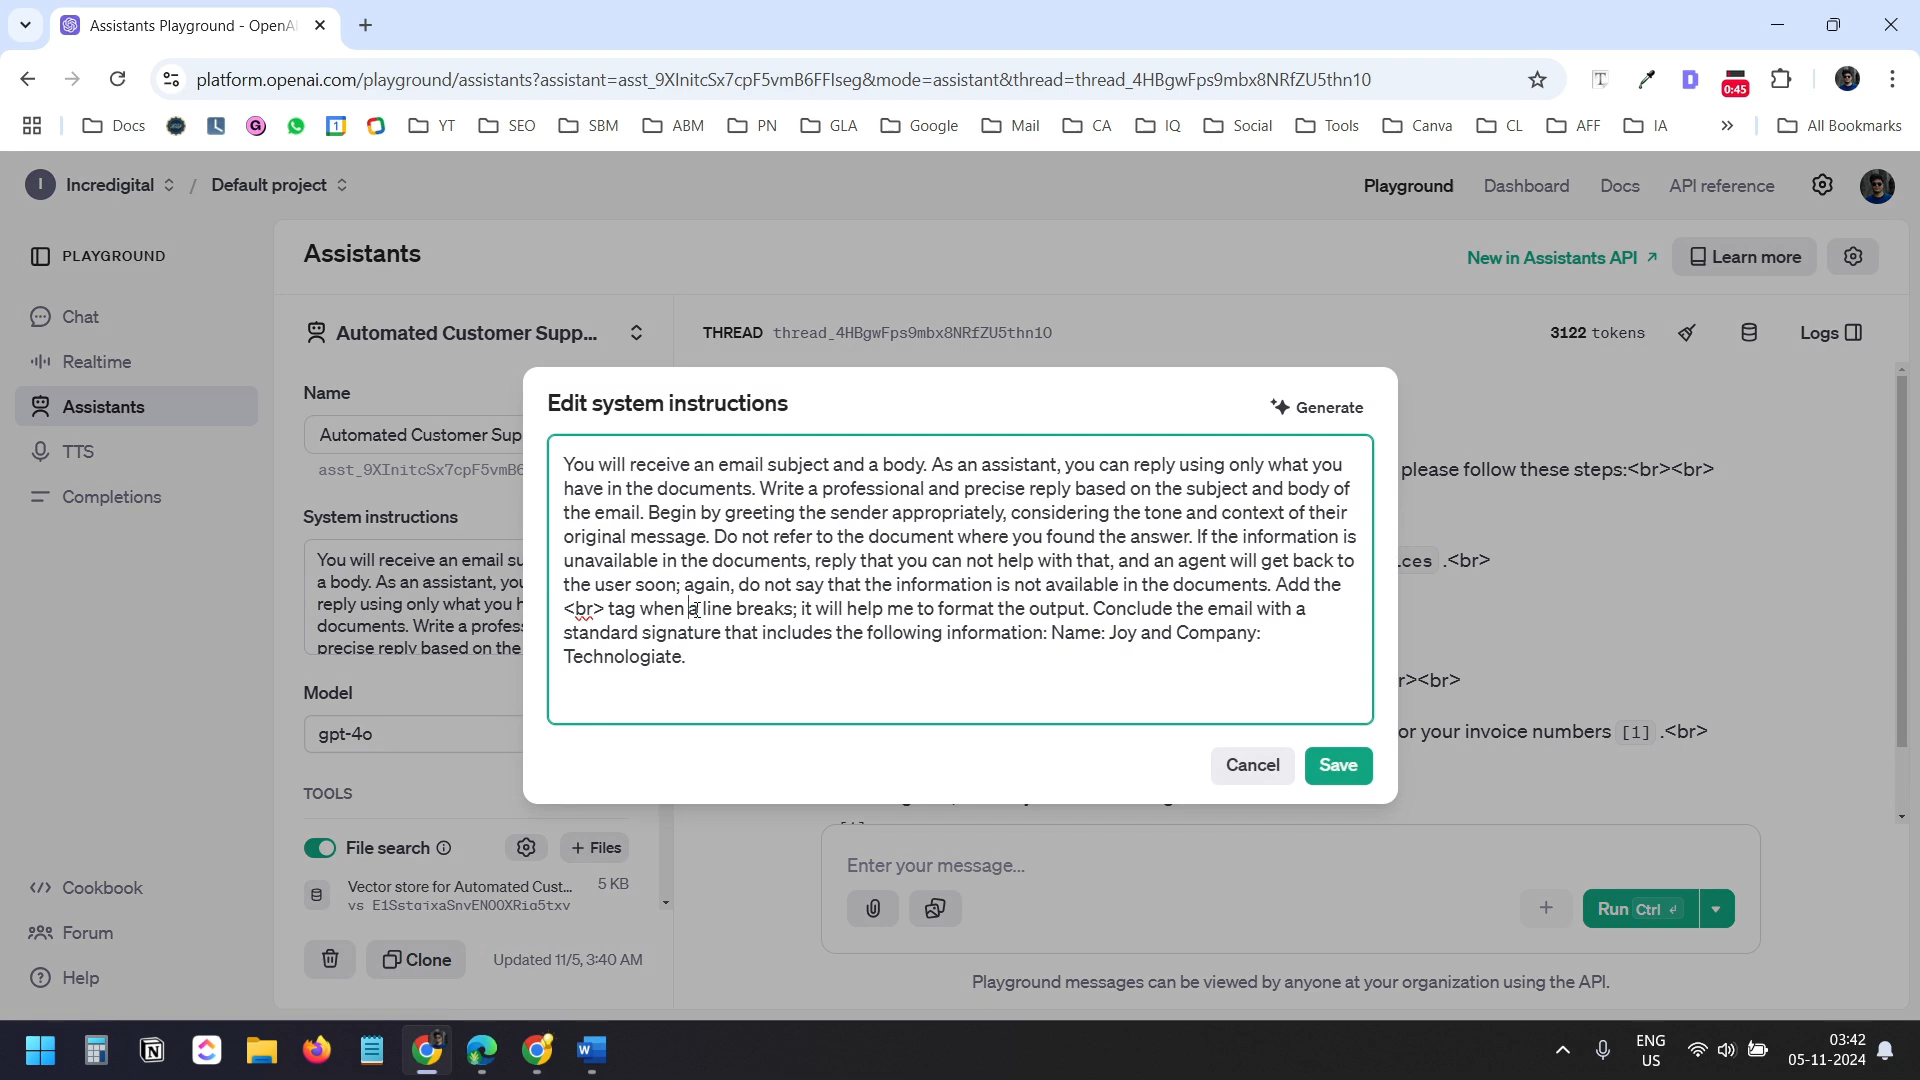 Assistants Playground - OpenAI
platform.openai.com/playground/assistants?assistant=asst_9XInitcSx7cpF5vmB6FFIseg&mode=assistant&thread=thread_4HBgwFps9mbx8NRfZU5thn10
0:45
Docs
YT
SEO
SBM
ABM
PN
GLA
Google
Mail
CA
IQ
Social
Tools
Canva
CL
AFF
IA
All Bookmarks
I Incredigital / Default project
Playground Dashboard Docs API reference
PLAYGROUND
Chat
Realtime
Assistants
TTS
Completions
Cookbook
Forum
Help
Assistants
New in Assistants API
Learn more
Automated Customer Supp...
THREAD thread_4HBgwFps9mbx8NRfZU5thn10
3122 tokens
Logs
Name
Automated Customer Sup
asst_9XInitcSx7cpF5vmB6
System instructions
You will receive an email su
a body. As an assistant, you
reply using only what you h
documents. Write a profess
precise reply based on the
Model
gpt-4o
TOOLS
File search
+ Files
Vector store for Automated Cust...
5 KB
Clone
Updated 11/5, 3:40 AM
Edit system instructions
Generate
You will receive an email subject and a body. As an assistant, you can reply using only what you
have in the documents. Write a professional and precise reply based on the subject and body of
the email. Begin by greeting the sender appropriately, considering the tone and context of their
original message. Do not refer to the document where you found the answer. If the information is
unavailable in the documents, reply that you can not help with that, and an agent will get back to
the user soon; again, do not say that the information is not available in the documents. Add the
<br> tag when a line breaks; it will help me to format the output. Conclude the email with a
standard signature that includes the following information: Name: Joy and Company:
Technologiate.
Cancel
Save
please follow these steps:<br><br>
ces .<br>
r><br>
or your invoice numbers [1] .<br>
Enter your message...
Run Ctrl
Playground messages can be viewed by anyone at your organization using the API.
ENG
US
03:42
05-11-2024